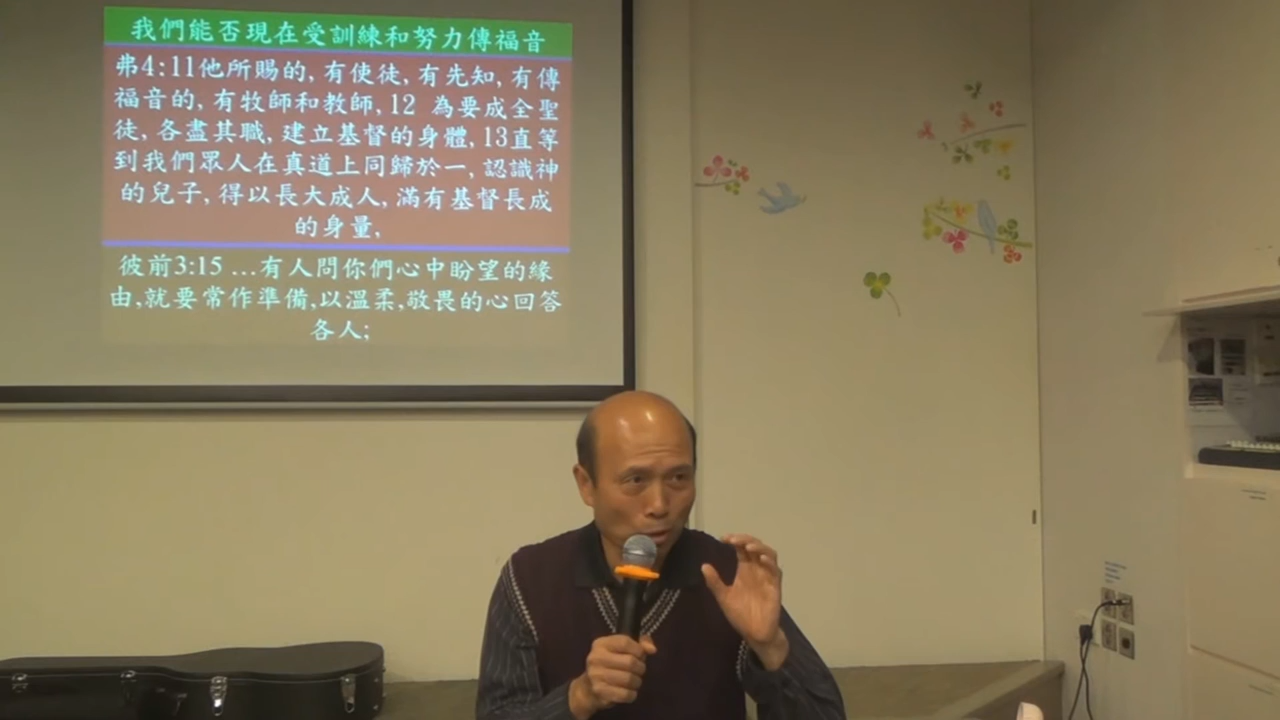 我們能否現在受訓練和努力傳福音
弗4:11他所賜的, 有使徒, 有先知, 有傳
福音的, 有牧師和教師, 12 為要成全聖
徒, 各盡其職, 建立基督的身體, 13直等
到我們眾人在真道上同歸於一, 認識神
的兒子, 得以長大成人, 滿有基督長成
的身量,
彼前3:15 ...有人問你們心中盼望的緣
由,就要常作準備,以溫柔,敬畏的心回答
各人;